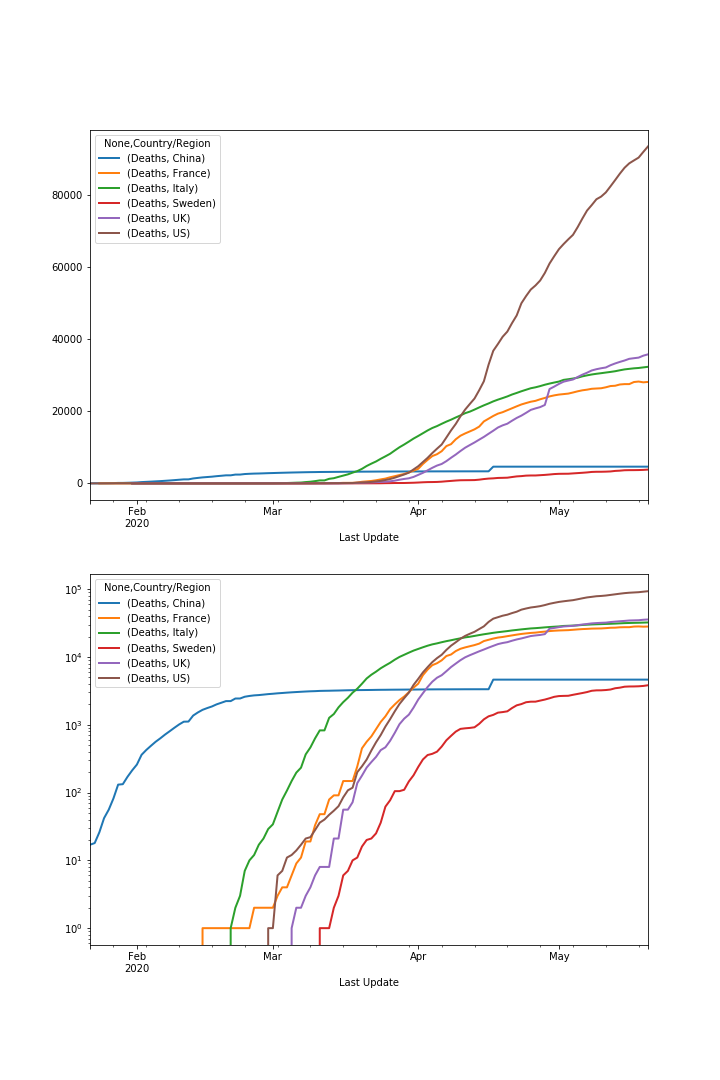 None,Country/Region
(Deaths, China)
(Deaths, France)
(Deaths, Italy)
(Deaths, Sweden)
(Deaths, UK)
(Deaths, US)
80000
60000
40000
20000
0
Feb
2020
Mar
Apr
May
Last Update
None,Country/Region
(Deaths, China)
(Deaths, France)
(Deaths, Italy)
(Deaths, Sweden)
(Deaths, UK)
(Deaths, US)
10⁵
10⁴
10³
10²
10¹
10⁰
Feb
2020
Mar
Apr
May
Last Update